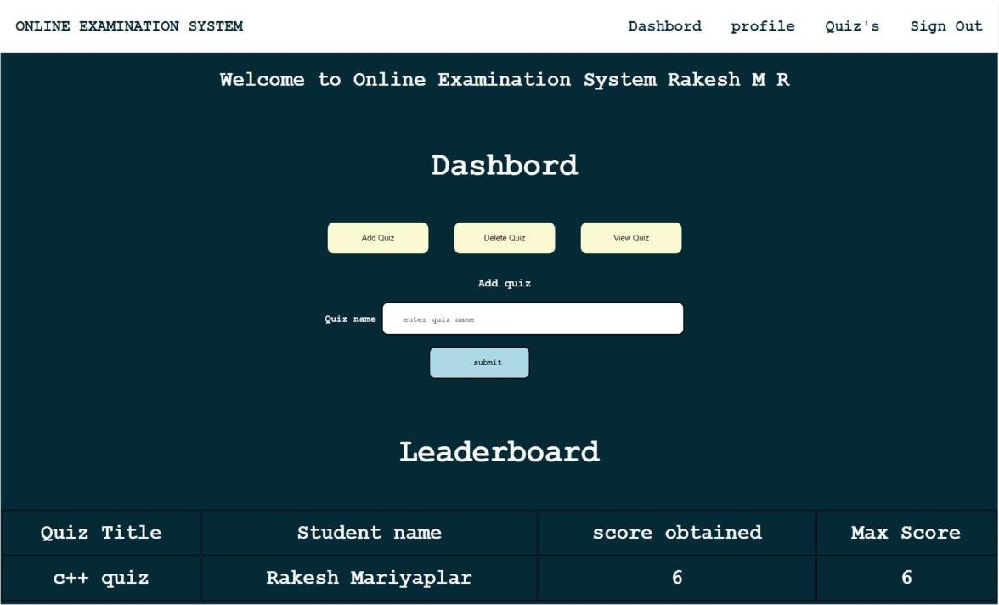 ONLINE EXAMINATION SYSTEM Dashbord profile Quiz's Sign Out
Welcome to Online Examination System Rakesh M R
Dashbord
Add Quiz Delete Quiz View Quiz
Add quiz
Quiz name enter quiz name
submit
Leaderboard
Quiz Title Student name score obtained Max Score
c++ quiz Rakesh Mariyaplar 6 6